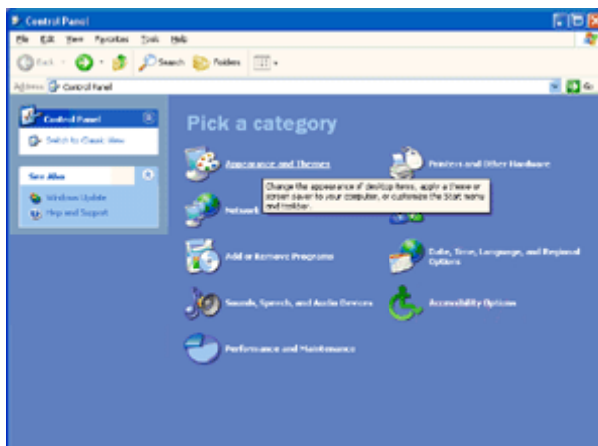 Control Panel
File Edit View Favorites Tools Help
Back Search Folders
Address Control Panel Go
Control Panel
Switch to Classic View
See Also
Windows Update
Help and Support
Pick a category
Appearance and Themes
Printers and Other Hardware
Change the appearance of desktop items, apply a theme or
screen saver to your computer, or customize the Start menu
and taskbar.
Network
Add or Remove Programs
Date, Time, Language, and Regional
Options
Sounds, Speech, and Audio Devices
Accessibility Options
Performance and Maintenance